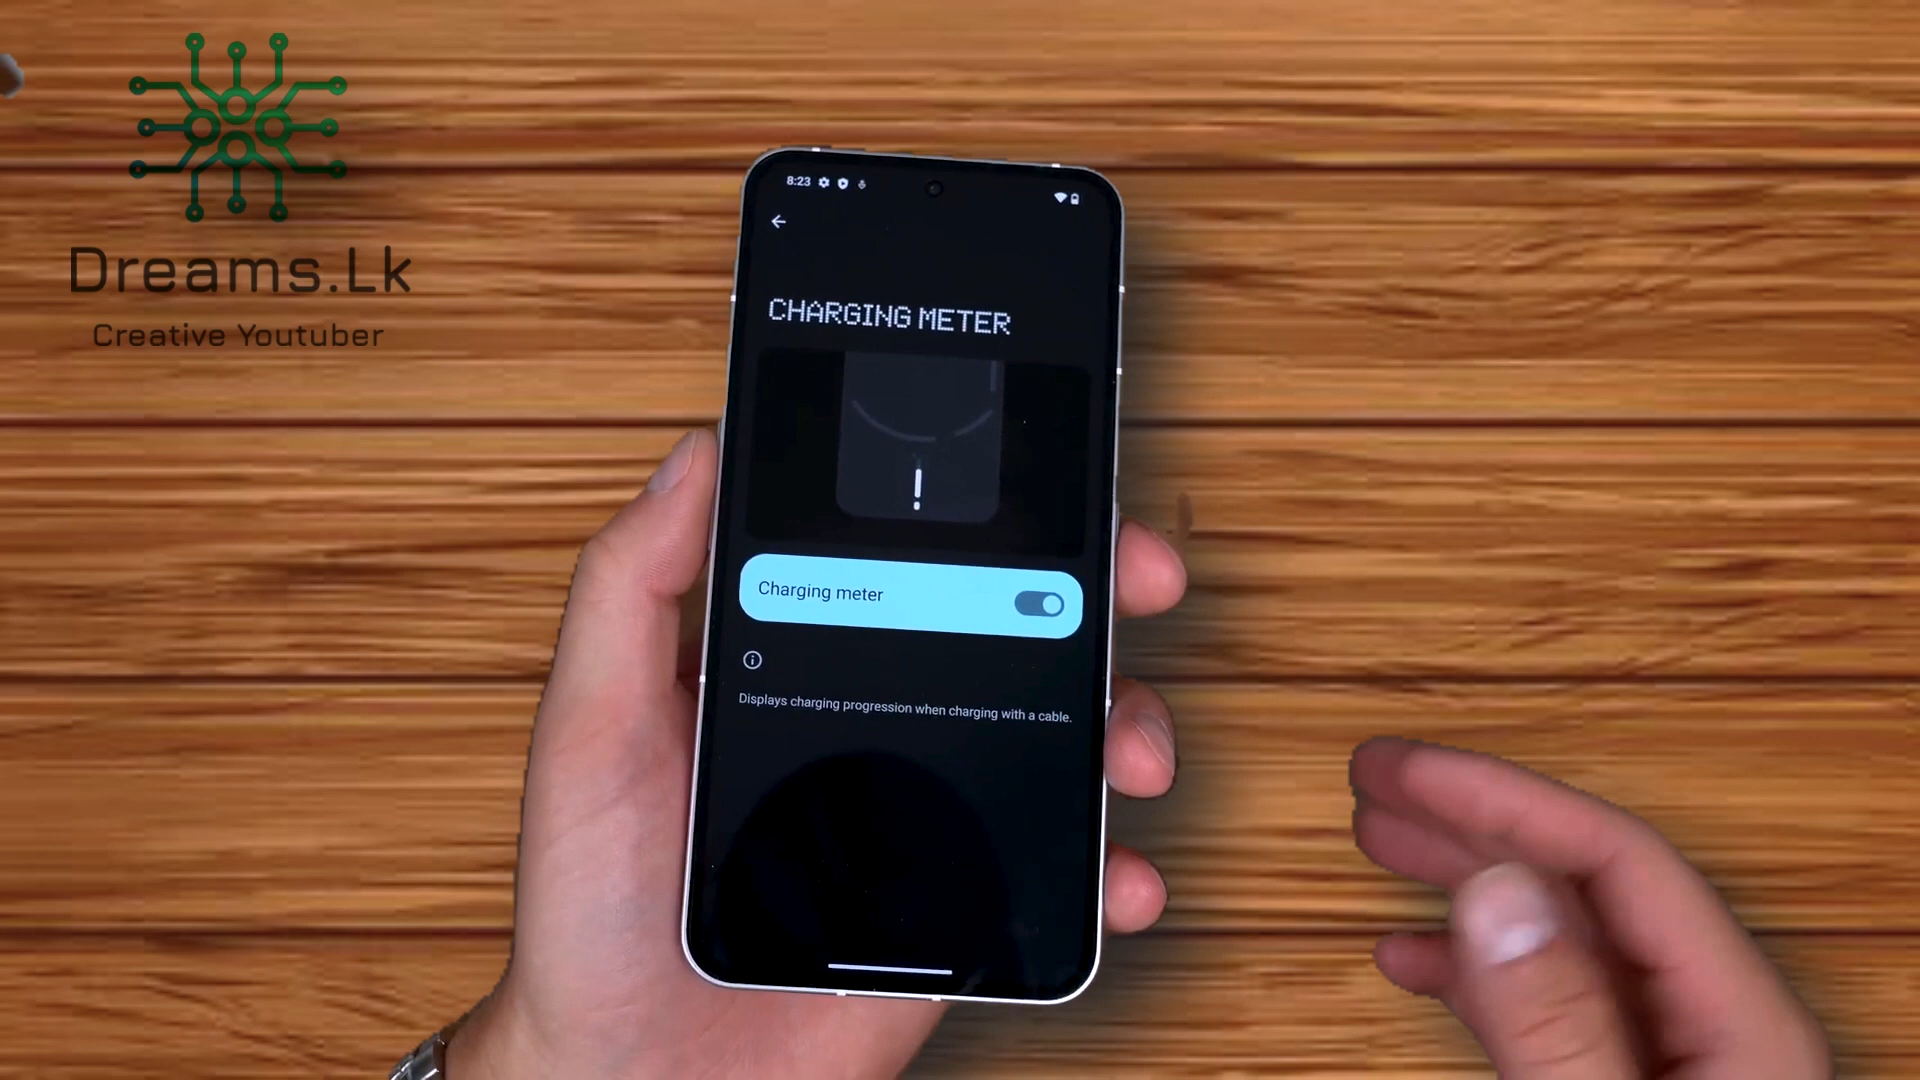 Dreams.Lk
Creative Youtuber
8:23
CHARGING METER
Charging meter
Displays charging progression when charging with a cable.